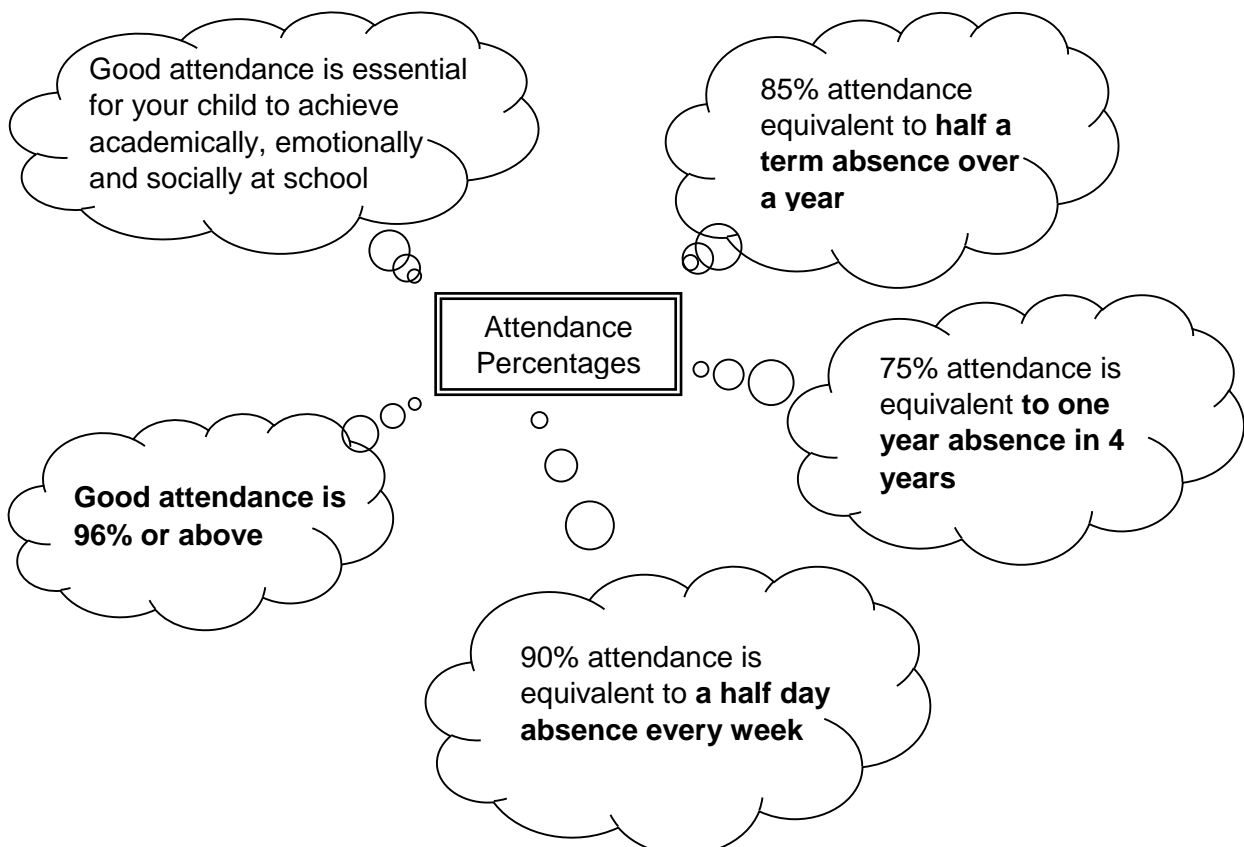 Good attendance is essential
for your child to achieve
academically, emotionally
and socially at school
85% attendance
equivalent to half a
term absence over
a year
Attendance
Percentages
75% attendance is
equivalent to one
year absence in 4
years
Good attendance is
96% or above
90% attendance is
equivalent to a half day
absence every week